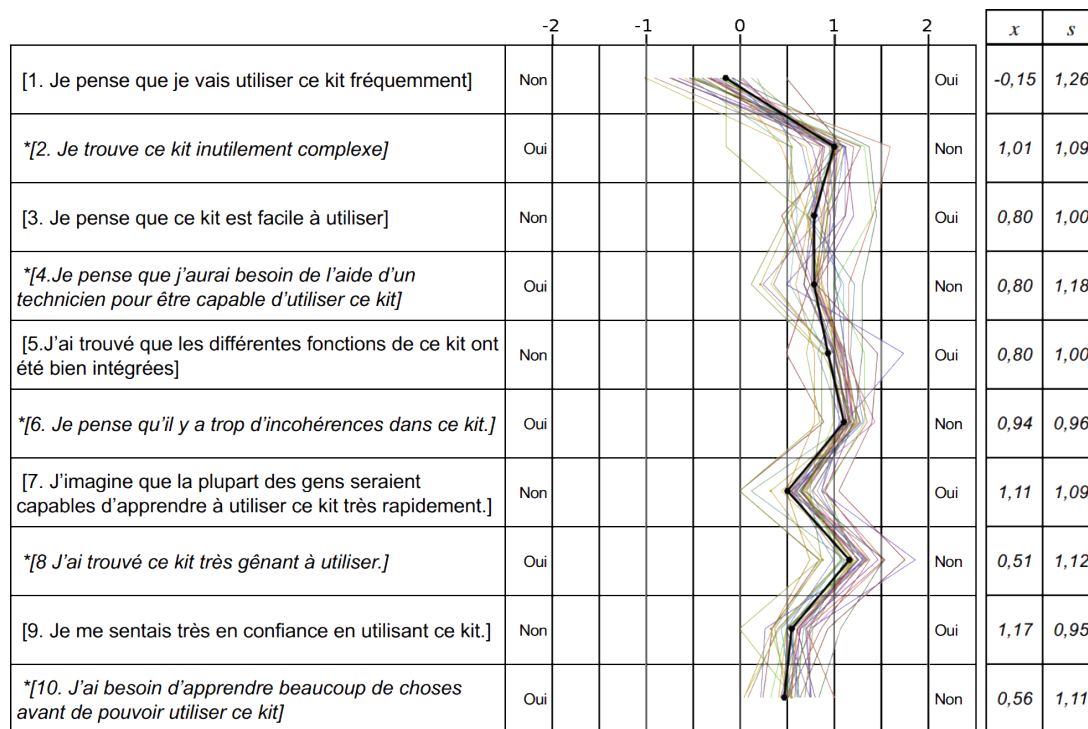 -2 -1 0 1 2 x s
[1. Je pense que je vais utiliser ce kit fréquemment] Non Oui -0,15 1,26
*[2. Je trouve ce kit inutilement complexe] Oui Non 1,01 1,09
[3. Je pense que ce kit est facile à utiliser] Non Oui 0,80 1,00
*[4.Je pense que j'aurai besoin de l'aide d'un
technicien pour être capable d'utiliser ce kit] Oui Non 0,80 1,18
[5.J'ai trouvé que les différentes fonctions de ce kit ont
été bien intégrées] Non Oui 0,80 1,00
*[6. Je pense qu'il y a trop d'incohérences dans ce kit.] Oui Non 0,94 0,96
[7. J'imagine que la plupart des gens seraient
capables d'apprendre à utiliser ce kit très rapidement.] Non Oui 1,11 1,09
*[8 J'ai trouvé ce kit très gênant à utiliser.] Oui Non 0,51 1,12
[9. Je me sentais très en confiance en utilisant ce kit.] Non Oui 1,17 0,95
*[10. J'ai besoin d'apprendre beaucoup de choses
avant de pouvoir utiliser ce kit] Oui Non 0,56 1,11